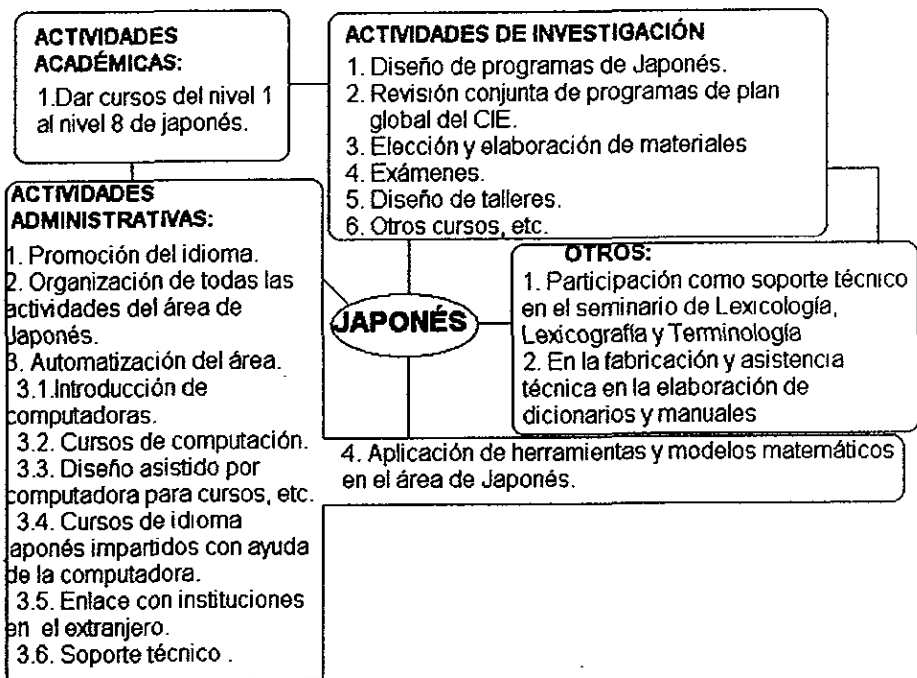 ACTIVIDADES
ACADÉMICAS:
1.Dar cursos del nivel 1
al nivel 8 de japonés.
ACTIVIDADES DE INVESTIGACIÓN
1. Diseño de programas de Japonés.
2. Revisión conjunta de programas de plan
global del CIE.
3. Elección y elaboración de materiales
4. Exámenes.
5. Diseño de talleres.
6. Otros cursos, etc.
ACTIVIDADES
ADMINISTRATIVAS:
1. Promoción del idioma.
2. Organización de todas las
actividades del área de
Japonés.
3. Automatización del área.
3.1.Introducción de
computadoras.
3.2. Cursos de computación.
3.3. Diseño asistido por
computadora para cursos, etc.
3.4. Cursos de idioma
japonés impartidos con ayuda
de la computadora.
3.5. Enlace con instituciones
en el extranjero.
3.6. Soporte técnico .
JAPONÉS
OTROS:
1. Participación como soporte técnico
en el seminario de Lexicología,
Lexicografía y Terminología
2. En la fabricación y asistencia
técnica en la elaboración de
dicionarios y manuales
4. Aplicación de herramientas y modelos matemáticos
en el área de Japonés.